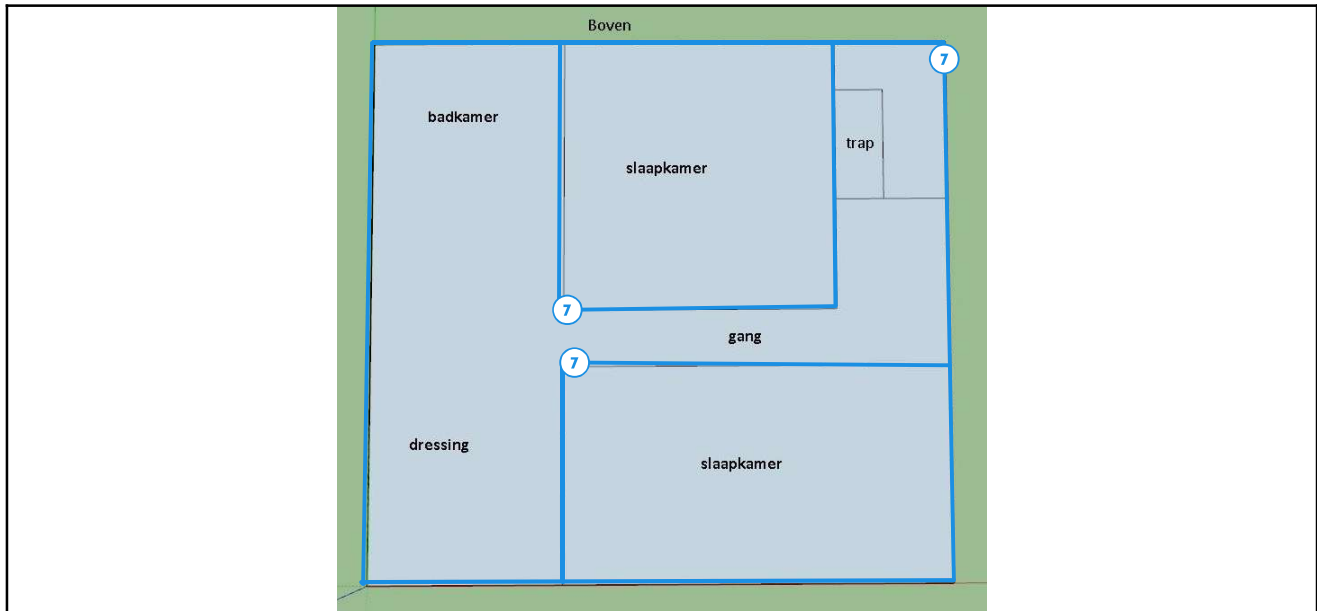 Boven
7
badkamer
trap
slaapkamer
7
gang
7
dressing
slaapkamer